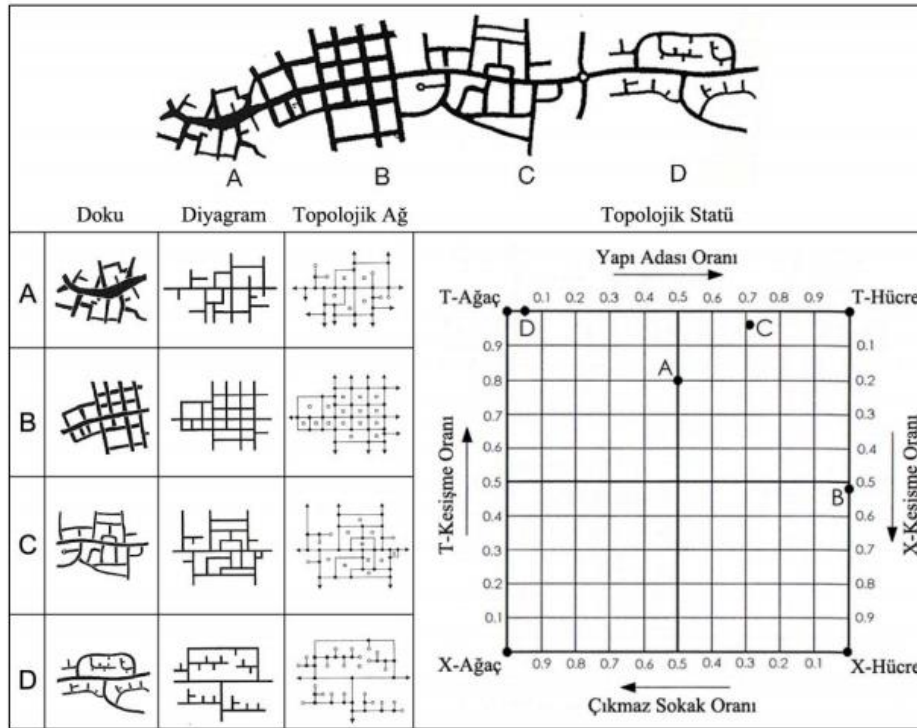 A
B
C
D
Doku
Diyagram
Topolojik Ağ
Topolojik Statü
A
B
C
D
Yapı Adası Oranı
T-Ağaç
0.1 0.2 0.3 0.4 0.5 0.6 0.7 0.8 0.9
T-Hücre
D
C
A
B
0.9
0.8
0.7
0.6
0.5
0.4
0.3
0.2
0.1
T-Kesişme Oranı
0.1
0.2
0.3
0.4
0.5
0.6
0.7
0.8
0.9
X-Kesişme Oranı
X-Ağaç
0.9 0.8 0.7 0.6 0.5 0.4 0.3 0.2 0.1
X-Hücre
Çıkmaz Sokak Oranı